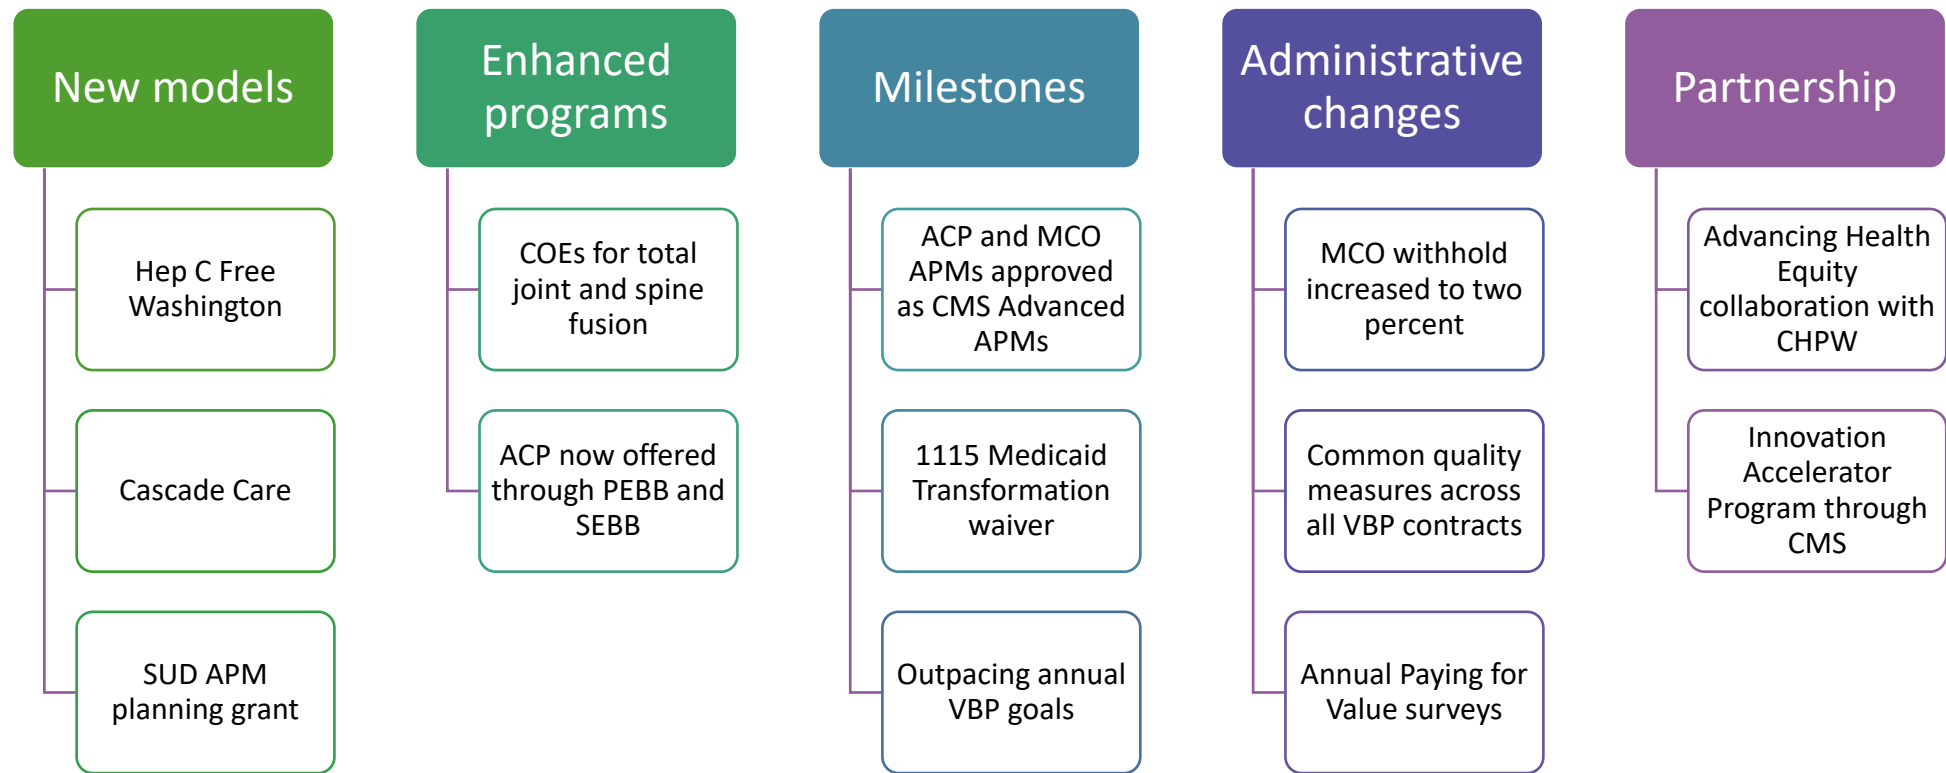 New models
Hep C Free
Washington
Cascade Care
SUD APM
planning grant
Enhanced
programs
COEs for total
joint and spine
fusion
ACP now offered
through PEBB and
SEBB
Milestones
ACP and MCO
APMs approved
as CMS Advanced
APMs
1115 Medicaid
Transformation
waiver
Outpacing annual
VBP goals
Administrative
changes
MCO withhold
increased to two
percent
Common quality
measures across
all VBP contracts
Annual Paying for
Value surveys
Partnership
Advancing Health
Equity
collaboration with
CHPW
Innovation
Accelerator
Program through
CMS